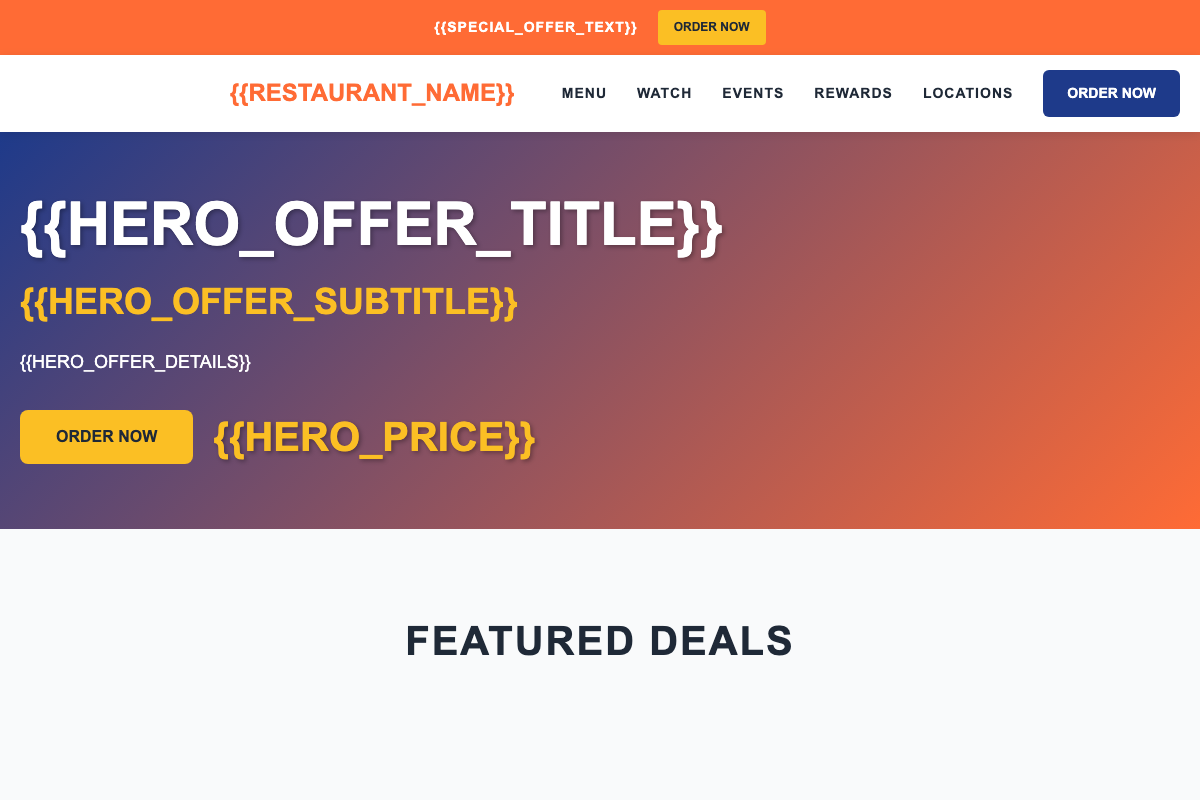 {{SPECIAL_OFFER_TEXT}} ORDER NOW
{{RESTAURANT_NAME}} MENU WATCH EVENTS REWARDS LOCATIONS ORDER NOW
{{HERO_OFFER_TITLE}}
{{HERO_OFFER_SUBTITLE}}
{{HERO_OFFER_DETAILS}}
ORDER NOW {{HERO_PRICE}}
FEATURED DEALS